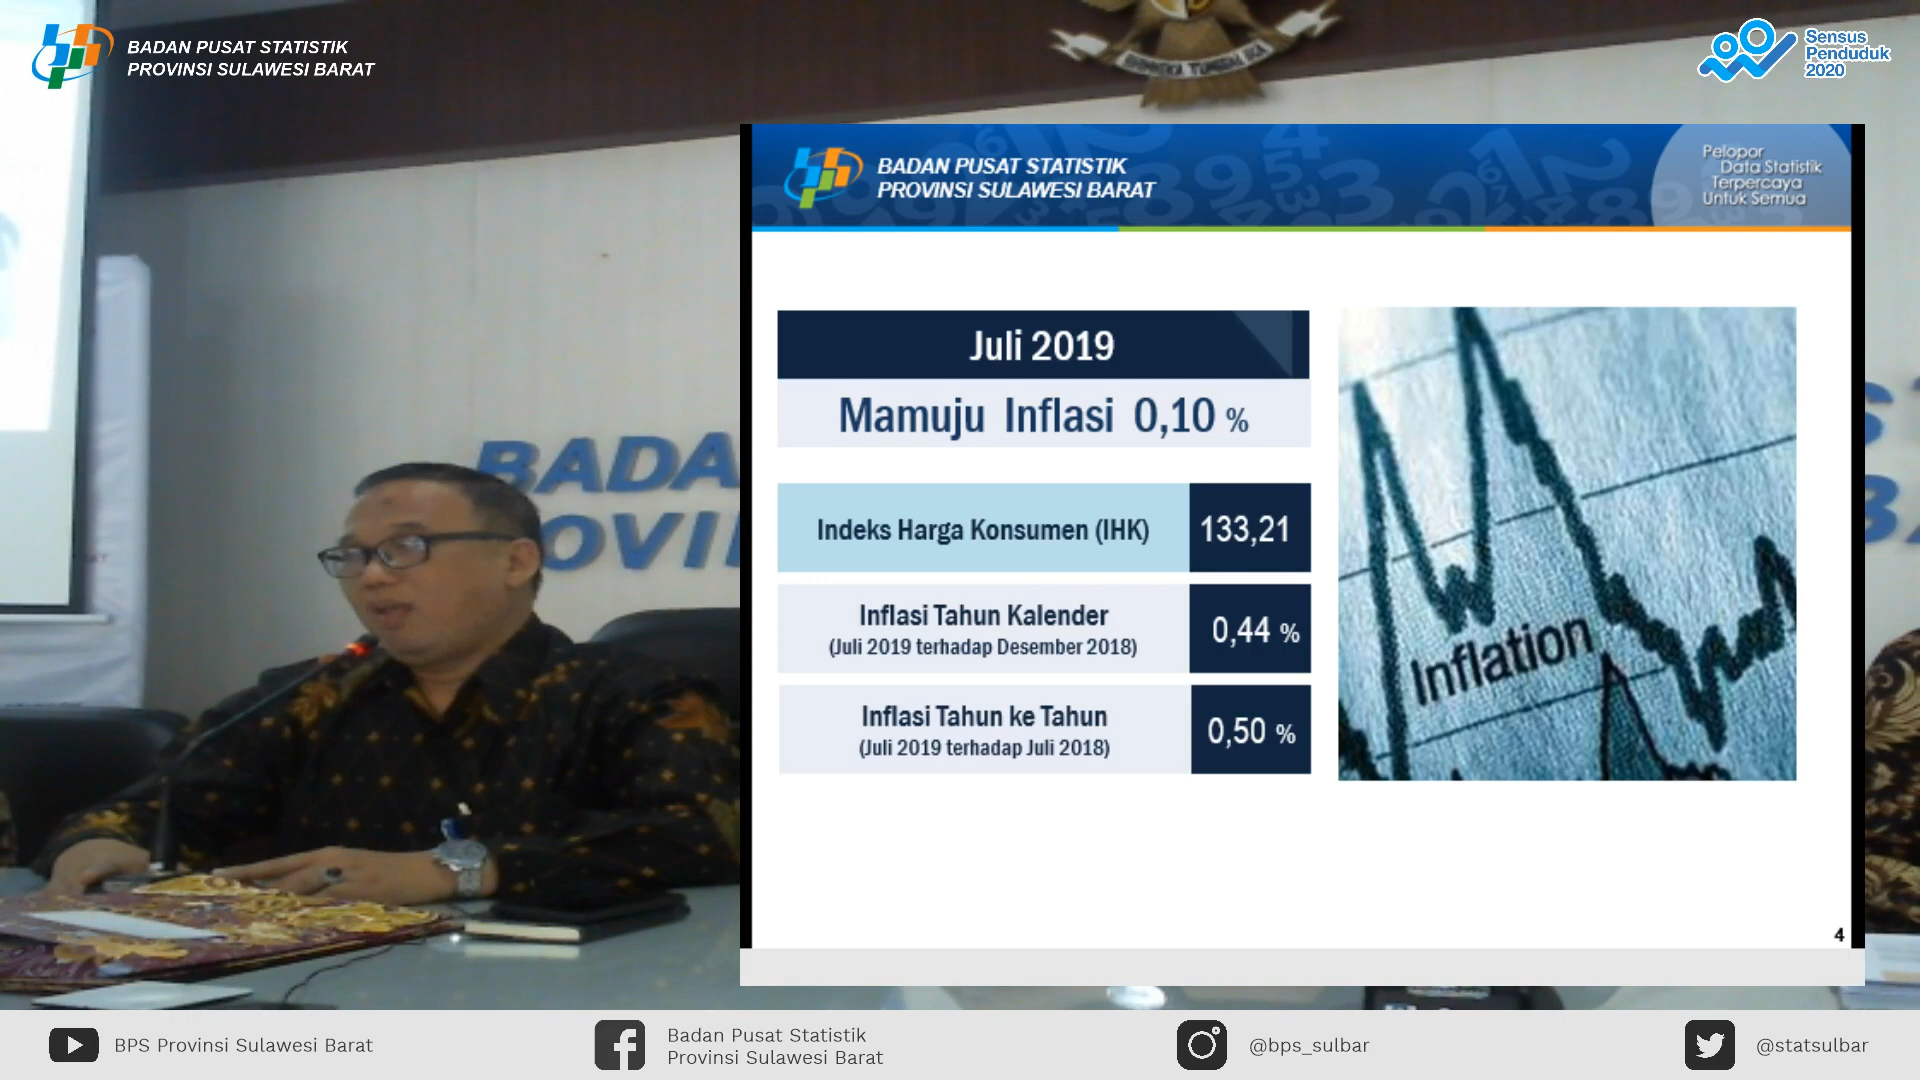 BADAN PUSAT STATISTIK
PROVINSI SULAWESI BARAT
Sensus
Penduduk
2020
BADAN PUSAT STATISTIK
PROVINSI SULAWESI BARAT
Pelopor
Data Statistik
Terpercaya
Untuk Semua
Juli 2019
Mamuju Inflasi 0,10 %
Indeks Harga Konsumen (IHK) 133,21
Inflasi Tahun Kalender
(Juli 2019 terhadap Desember 2018)
0,44 %
Inflasi Tahun ke Tahun
(Juli 2019 terhadap Juli 2018)
0,50 %
Inflation
4
BADA
OVI
BPS Provinsi Sulawesi Barat
Badan Pusat Statistik
Provinsi Sulawesi Barat
@bps_sulbar
@statsulbar